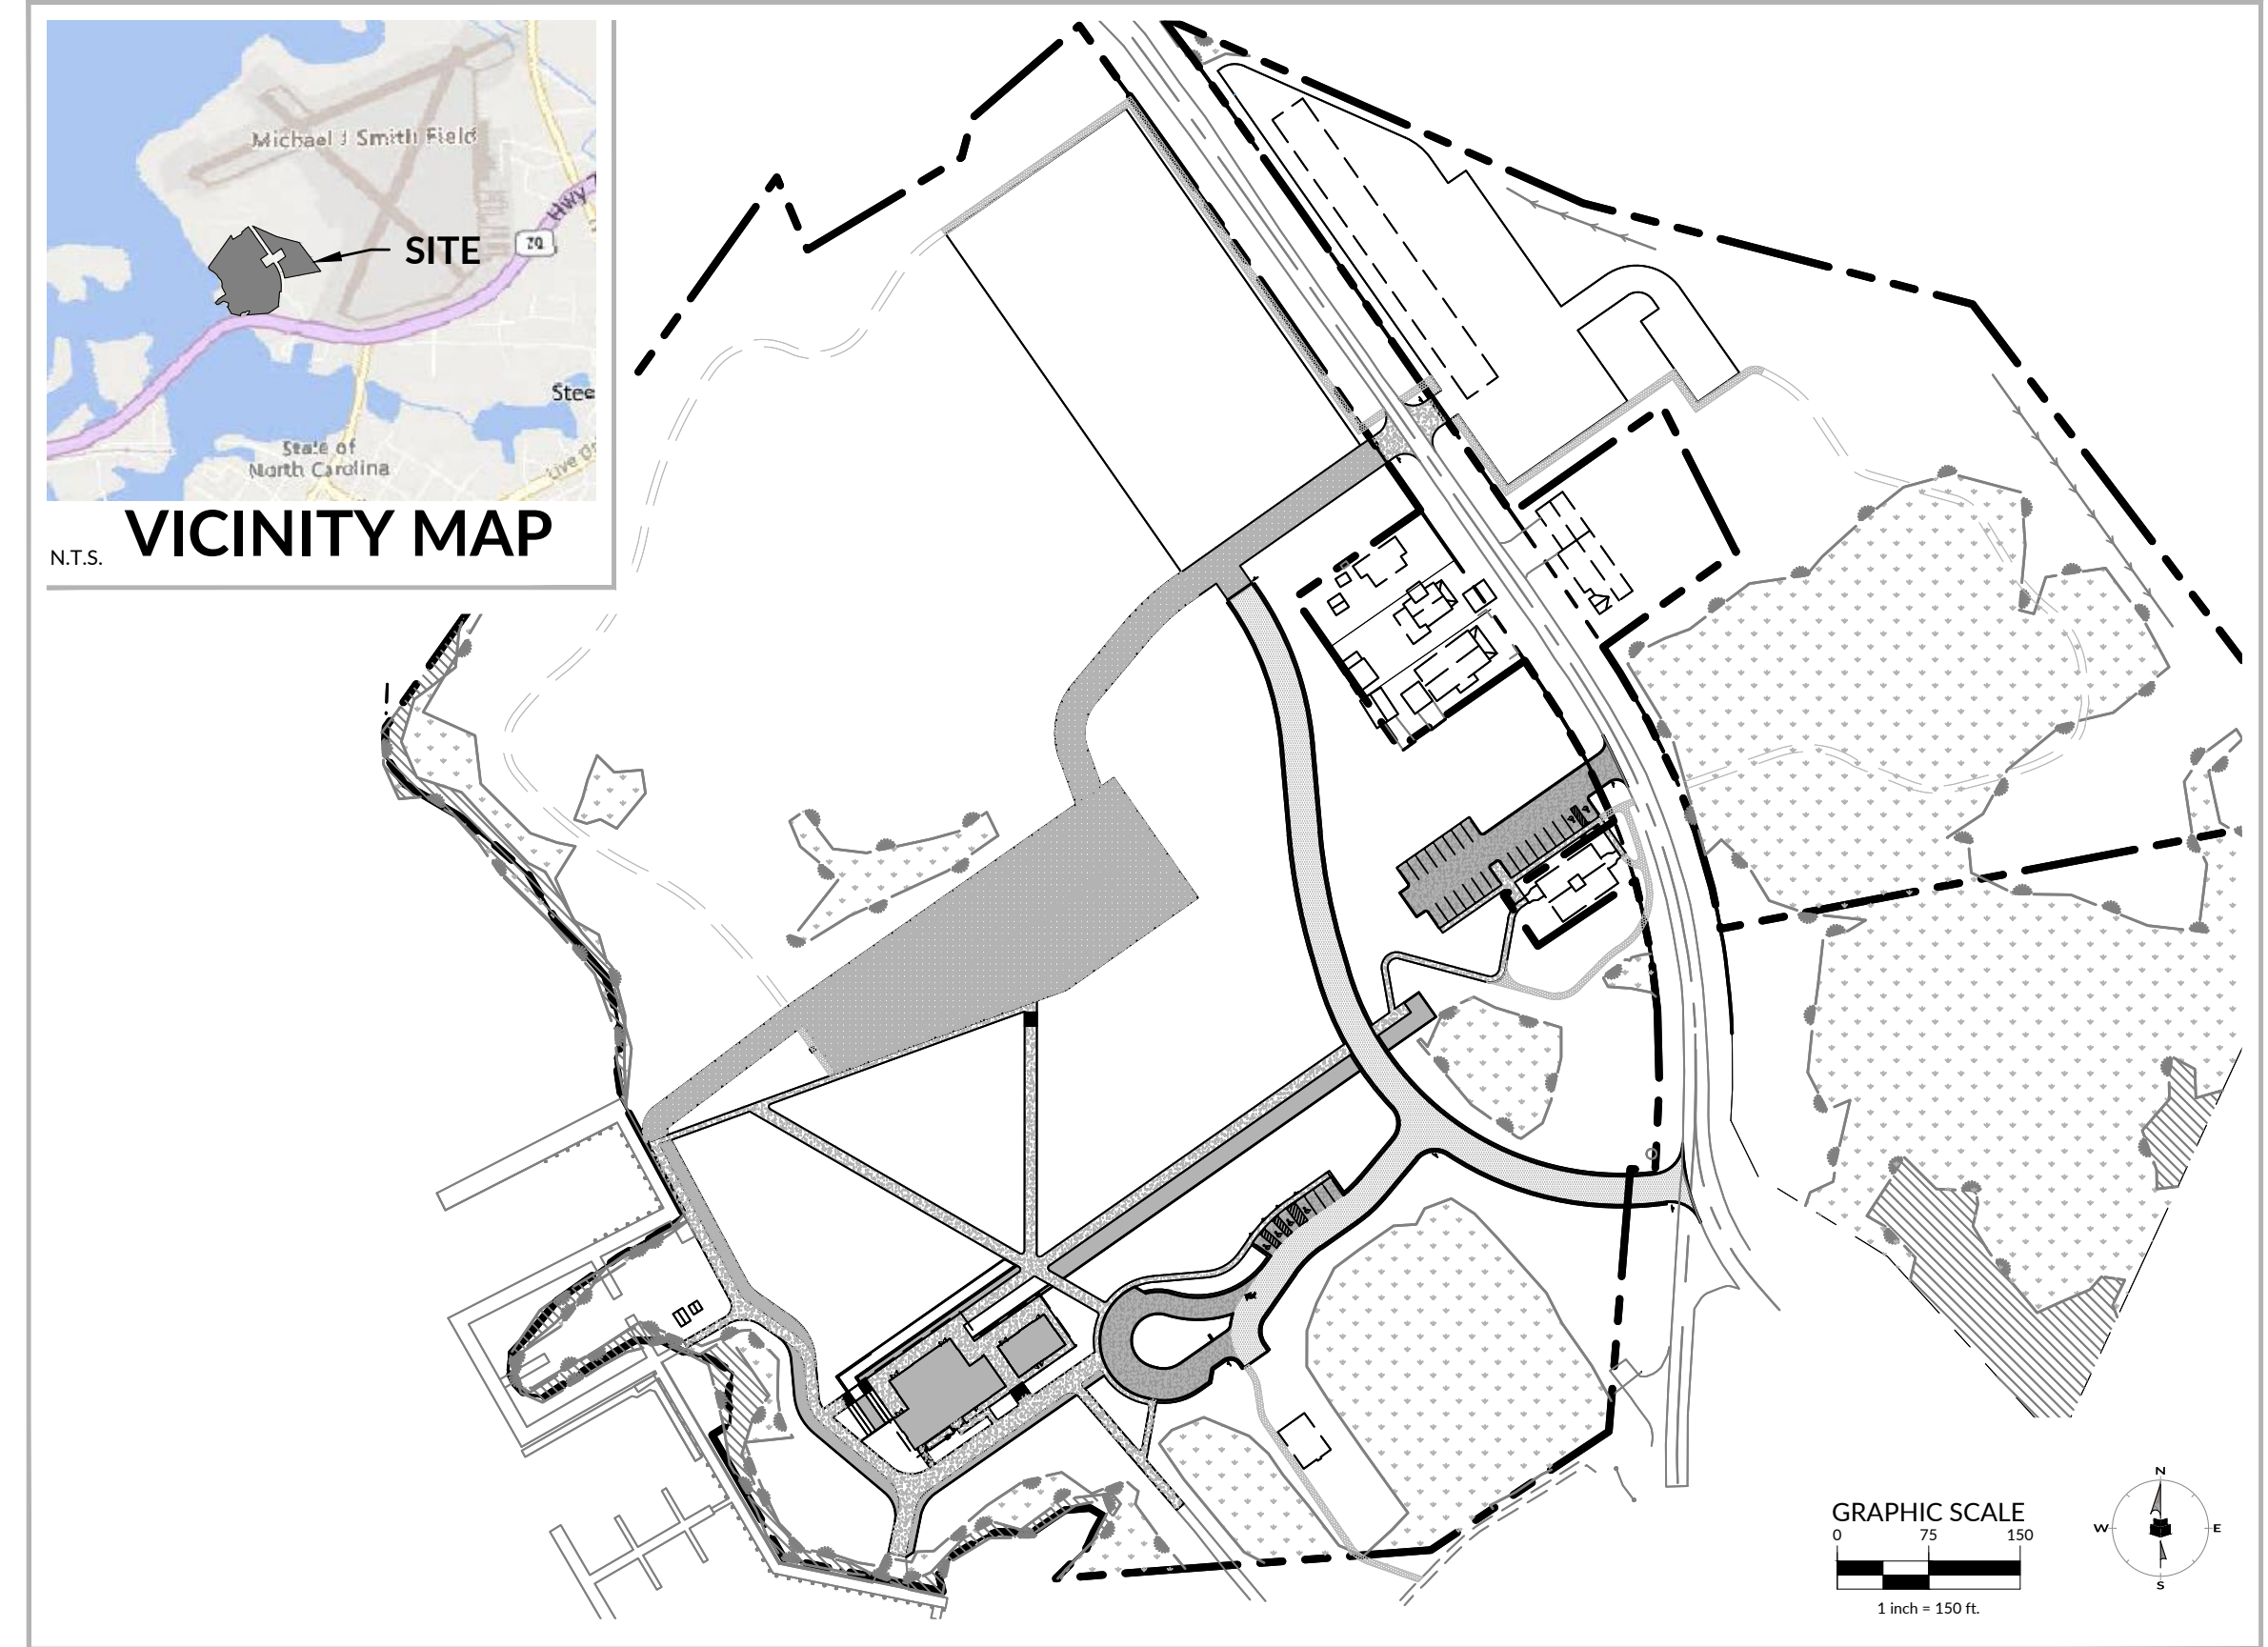 Michael J Smith Field
Hwy
70
SITE
Stee
State of
North Carolina
Live
N.T.S.
VICINITY MAP
GRAPHIC SCALE
0 75 150
1 inch = 150 ft.
N
W E
S